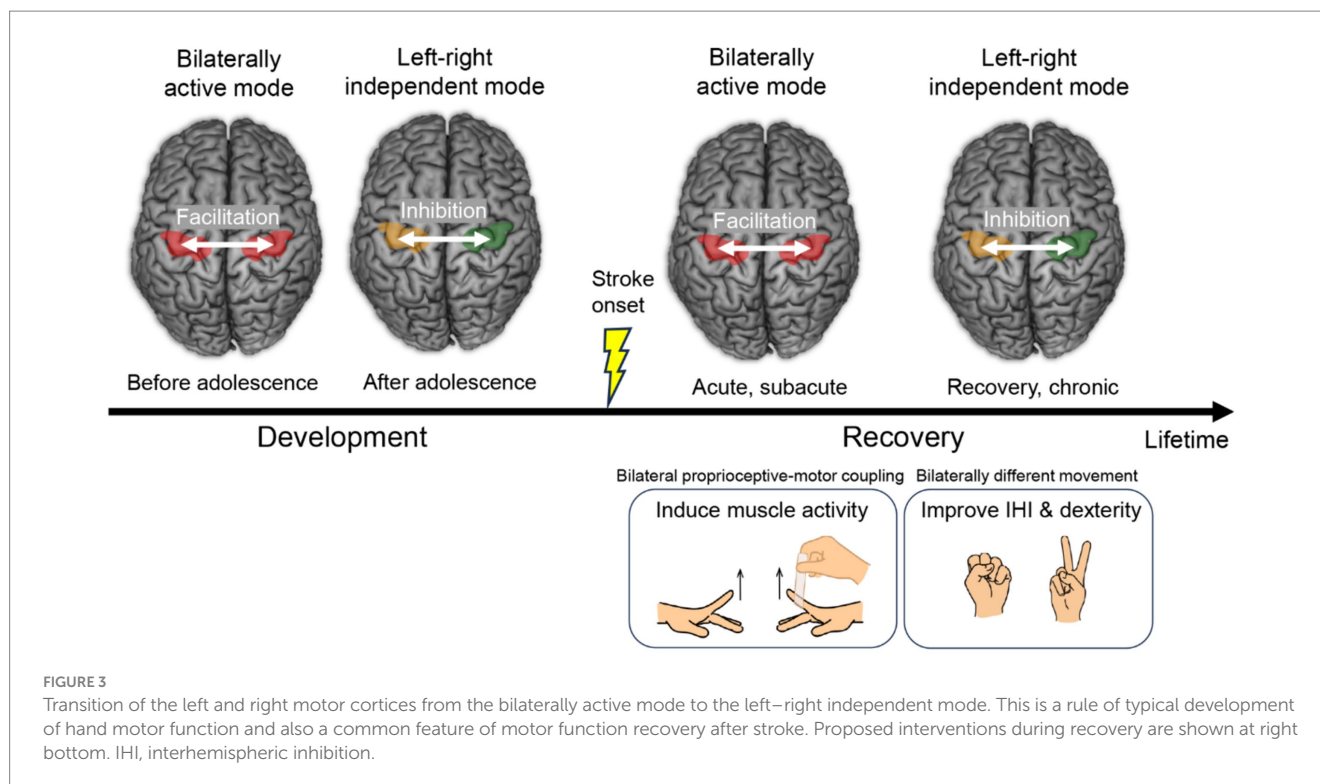 Bilaterally
active mode
Left-right
independent mode
Bilaterally
active mode
Left-right
independent mode
Facilitation
Inhibition
Facilitation
Inhibition
Stroke
onset
Before adolescence
After adolescence
Acute, subacute
Recovery, chronic
Development
Recovery
Lifetime
Bilateral proprioceptive-motor coupling
Induce muscle activity
Bilaterally different movement
Improve IHI & dexterity
FIGURE 3
Transition of the left and right motor cortices from the bilaterally active mode to the left–right independent mode. This is a rule of typical development
of hand motor function and also a common feature of motor function recovery after stroke. Proposed interventions during recovery are shown at right
bottom. IHI, interhemispheric inhibition.